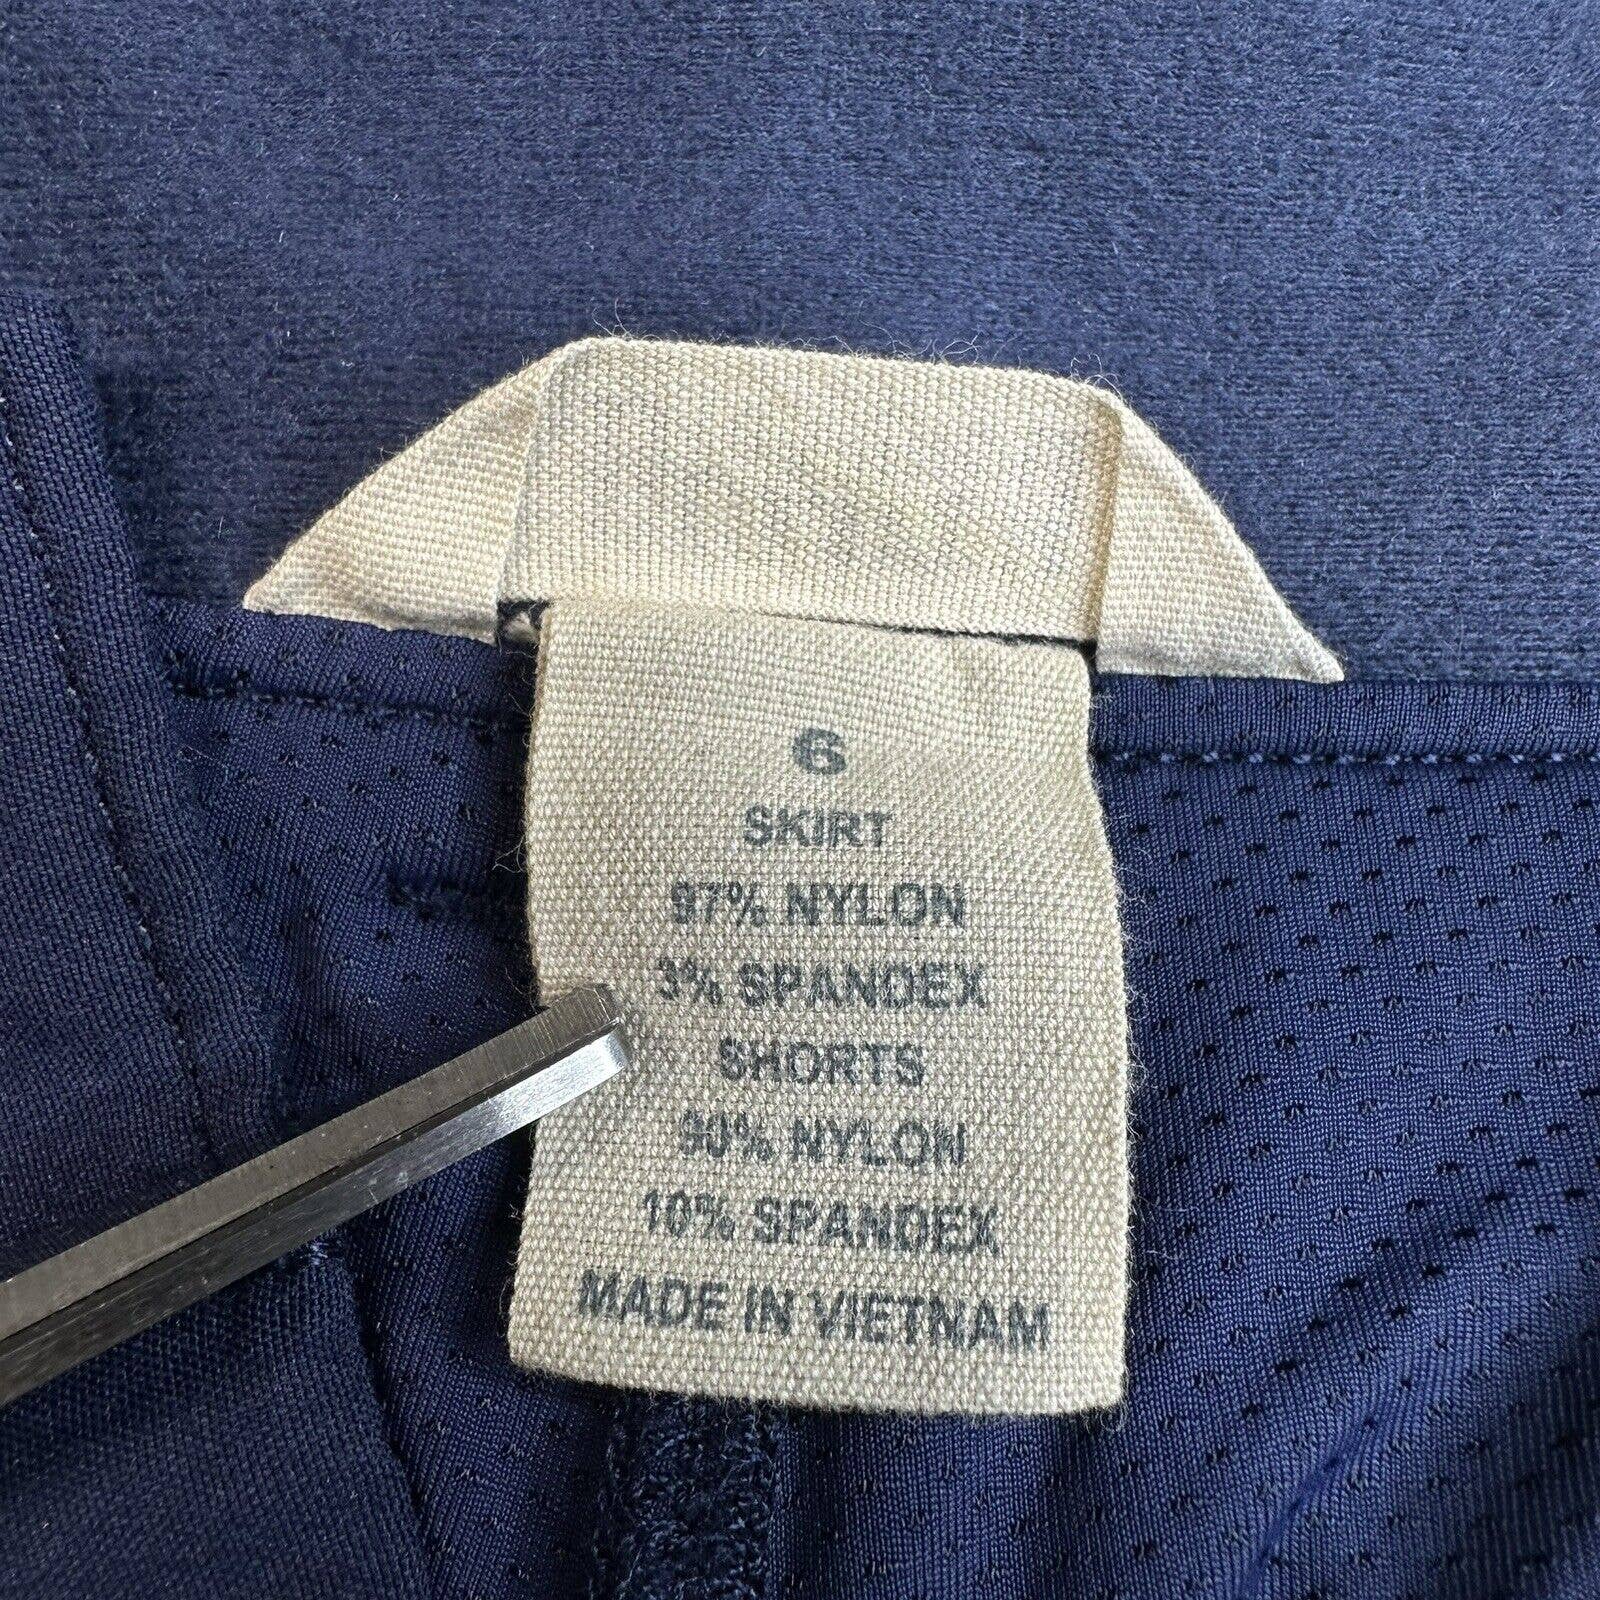 6
SKIRT
97% NYLON
3% SPANDEX
SHORTS
90% NYLON
10% SPANDEX
MADE IN VIETNAM